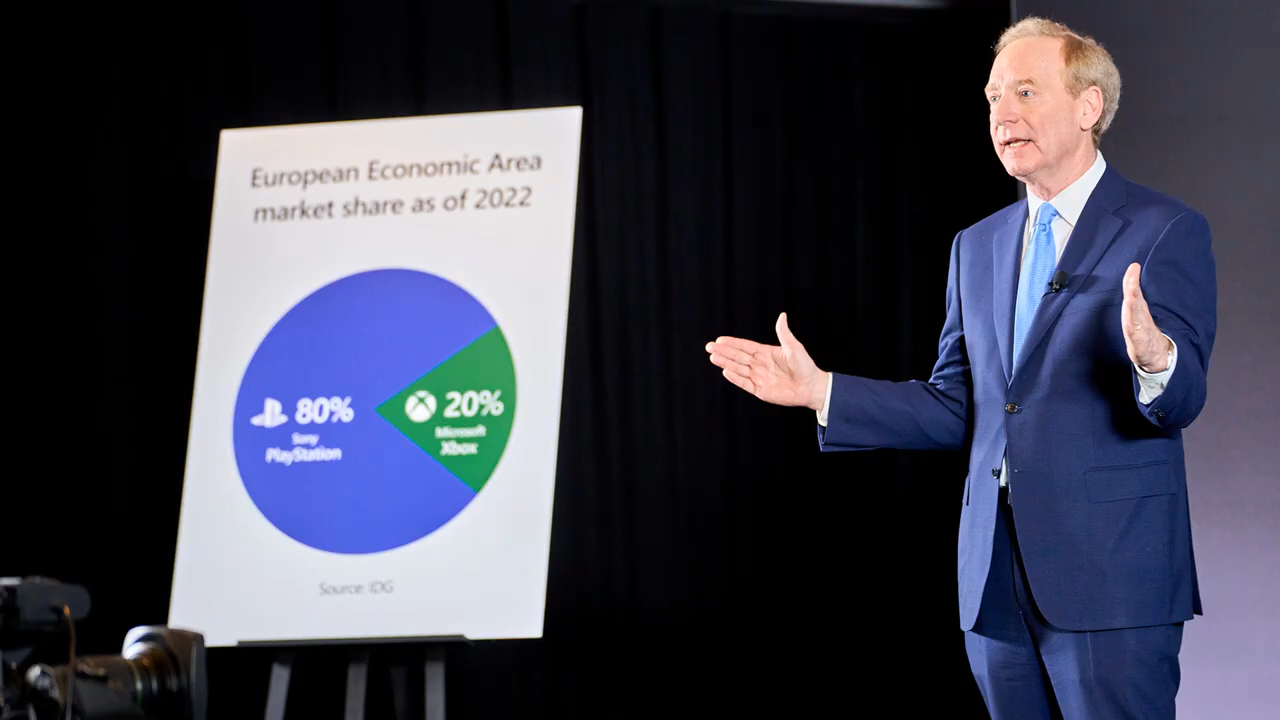 European Economic Area
market share as of 2022
80%
Sony
PlayStation
20%
Microsoft
Xbox
Source: IDG